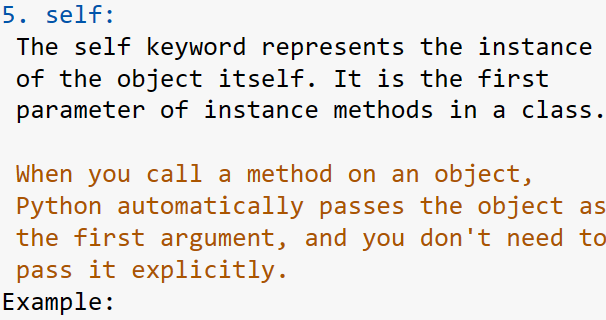 5. self:
The self keyword represents the instance
of the object itself. It is the first
parameter of instance methods in a class.
When you call a method on an object,
Python automatically passes the object as
the first argument, and you don't need to
pass it explicitly.
Example: